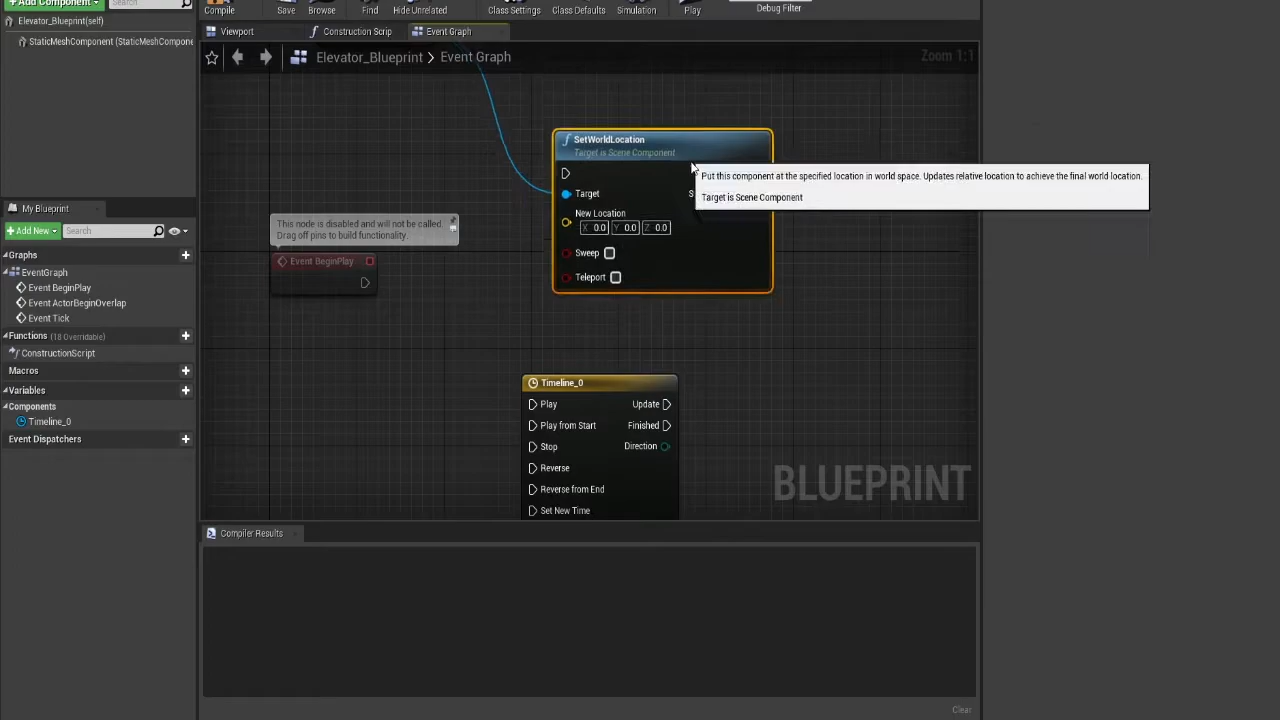 Add Component
Search
Compile
Save
Browse
Find
Hide Unrelated
Class Settings
Class Defaults
Simulation
Play
Debug Filter
Elevator_Blueprint(self)
StaticMeshComponent (StaticMeshCompone
Viewport
Construction Scrip
Event Graph
Elevator_Blueprint > Event Graph
Zoom 1:1
SetWorldLocation
Target is Scene Component
Put this component at the specified location in world space. Updates relative location to achieve the final world location.
Target is Scene Component
Target
S
New Location
X 0.0 Y 0.0 Z 0.0
Sweep
Teleport
My Blueprint
Add New
Search
Graphs
EventGraph
Event BeginPlay
Event ActorBeginOverlap
Event Tick
Functions (18 Overridable)
ConstructionScript
Macros
Variables
Components
Timeline_0
Event Dispatchers
This node is disabled and will not be called.
Drag off pins to build functionality.
Event BeginPlay
Timeline_0
Play
Update
Play from Start
Finished
Stop
Direction
Reverse
Reverse from End
Set New Time
BLUEPRINT
Compiler Results
Clear